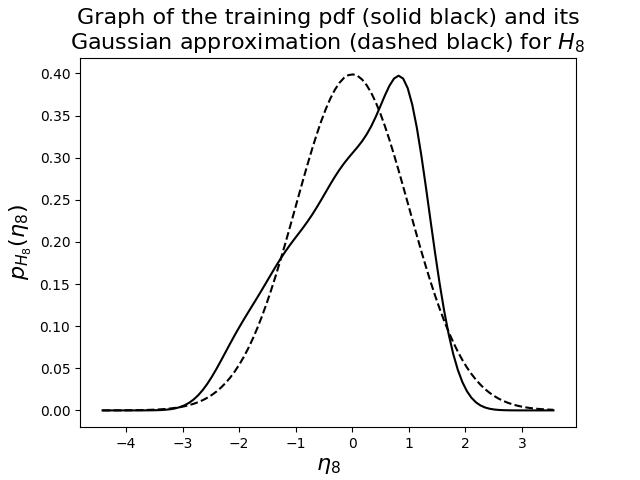 Graph of the training pdf (solid black) and its
Gaussian approximation (dashed black) for H₈
p_{H₈}(η₈)
0.40
0.35
0.30
0.25
0.20
0.15
0.10
0.05
0.00
−4 −3 −2 −1 0 1 2 3
η₈